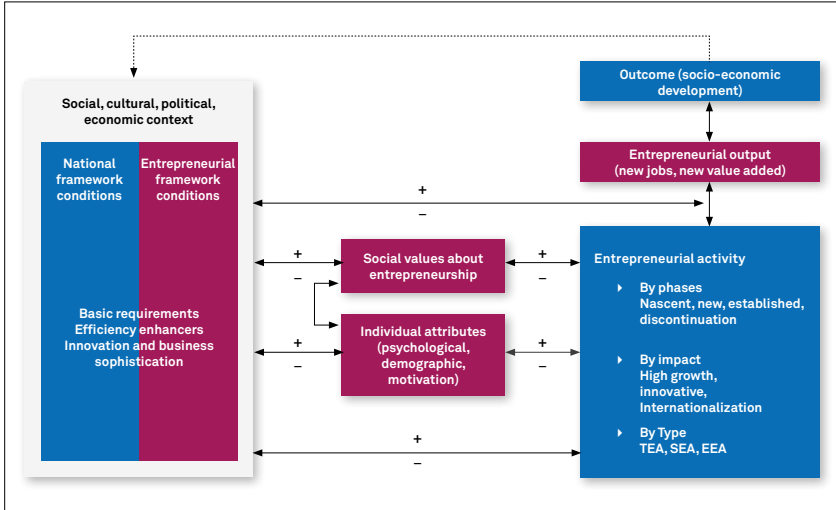 Outcome (socio-economic
development)
Social, cultural, political,
economic context
Entrepreneurial output
(new jobs, new value added)
National
framework
conditions
Entrepreneurial
framework
conditions
+
–
+
–
Social values about
entrepreneurship
+
–
Entrepreneurial activity
By phases
Nascent, new, established,
discontinuation
Basic requirements
Efficiency enhancers
Innovation and business
sophistication
+
–
Individual attributes
(psychological,
demographic,
motivation)
+
–
By impact
High growth,
innovative,
Internationalization
By Type
TEA, SEA, EEA
+
–